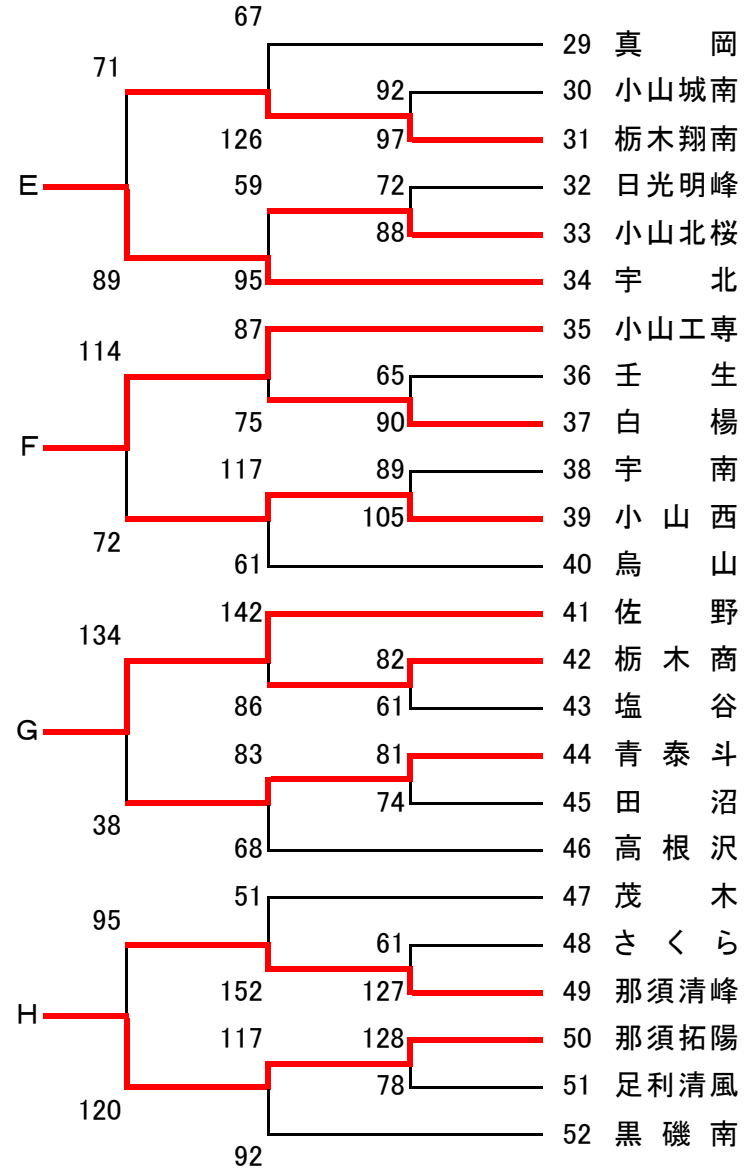 67
29 真岡
71
92
30 小山城南
126
97
31 栃木翔南
E
59
72
32 日光明峰
88
33 小山北桜
89
95
34 宇北
87
35 小山工専
114
65
36 壬生
75
90
37 白楊
F
117
89
38 宇南
105
39 小山西
72
61
40 烏山
142
41 佐野
134
82
42 栃木商
86
61
43 塩谷
G
83
81
44 青泰斗
74
45 田沼
38
68
46 高根沢
51
47 茂木
95
61
48 さくら
152
127
49 那須清峰
H
117
128
50 那須拓陽
78
51 足利清風
120
92
52 黒磯南